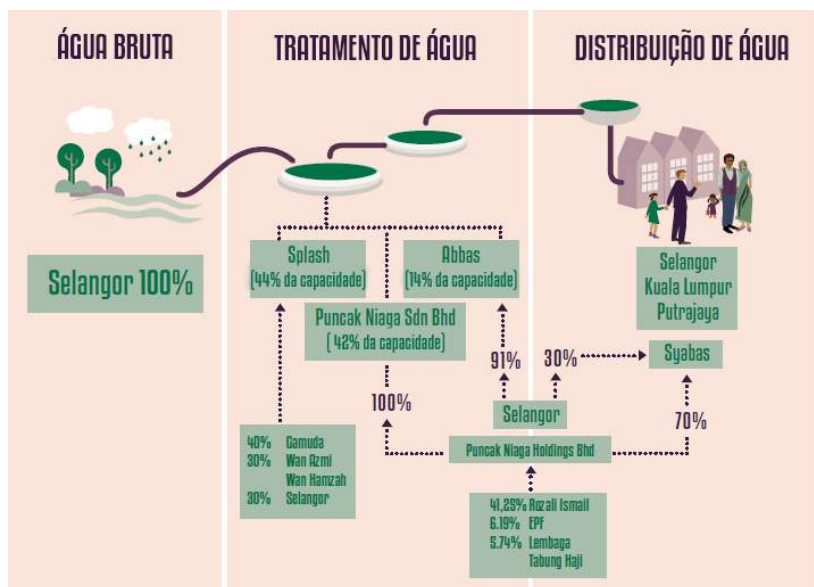 ÁGUA BRUTA
TRATAMENTO DE ÁGUA
DISTRIBUIÇÃO DE ÁGUA
Selangor 100%
Splash
(44% da capacidade)
Abbas
(14% da capacidade)
Puncak Niaga Sdn Bhd
( 42% da capacidade)
Selangor
Kuala Lumpur
Putrajaya
Syabas
91%
30%
100%
Selangor
70%
Puncak Niaga Holdings Bhd
40% Gamuda
30% Wan Azmi
Wan Hamzah
30% Selangor
41,25% Rozali Ismail
6.19% EPF
5.74% Lembaga
Tabung Haji